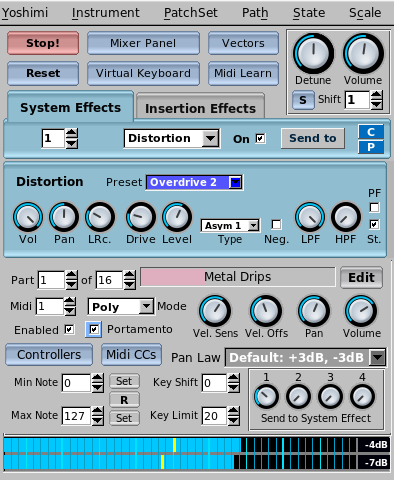 Yoshimi Instrument PatchSet Path State Scale
Stop! Mixer Panel Vectors
Reset Virtual Keyboard Midi Learn
Detune Volume
S Shift 1
System Effects Insertion Effects
1 Distortion On Send to C
P
Distortion Preset Overdrive 2
PF
Asym 1
Vol Pan LRc. Drive Level Type Neg. LPF HPF St.
Part 1 of 16 Metal Drips Edit
Midi 1 Poly Mode
Enabled Portamento Vel. Sens Vel. Offs Pan Volume
Controllers Midi CCs Pan Law Default: +3dB, -3dB
Min Note 0 Set Key Shift 0 1 2 3 4
R
Max Note 127 Set Key Limit 20 Send to System Effect
-4dB
-7dB